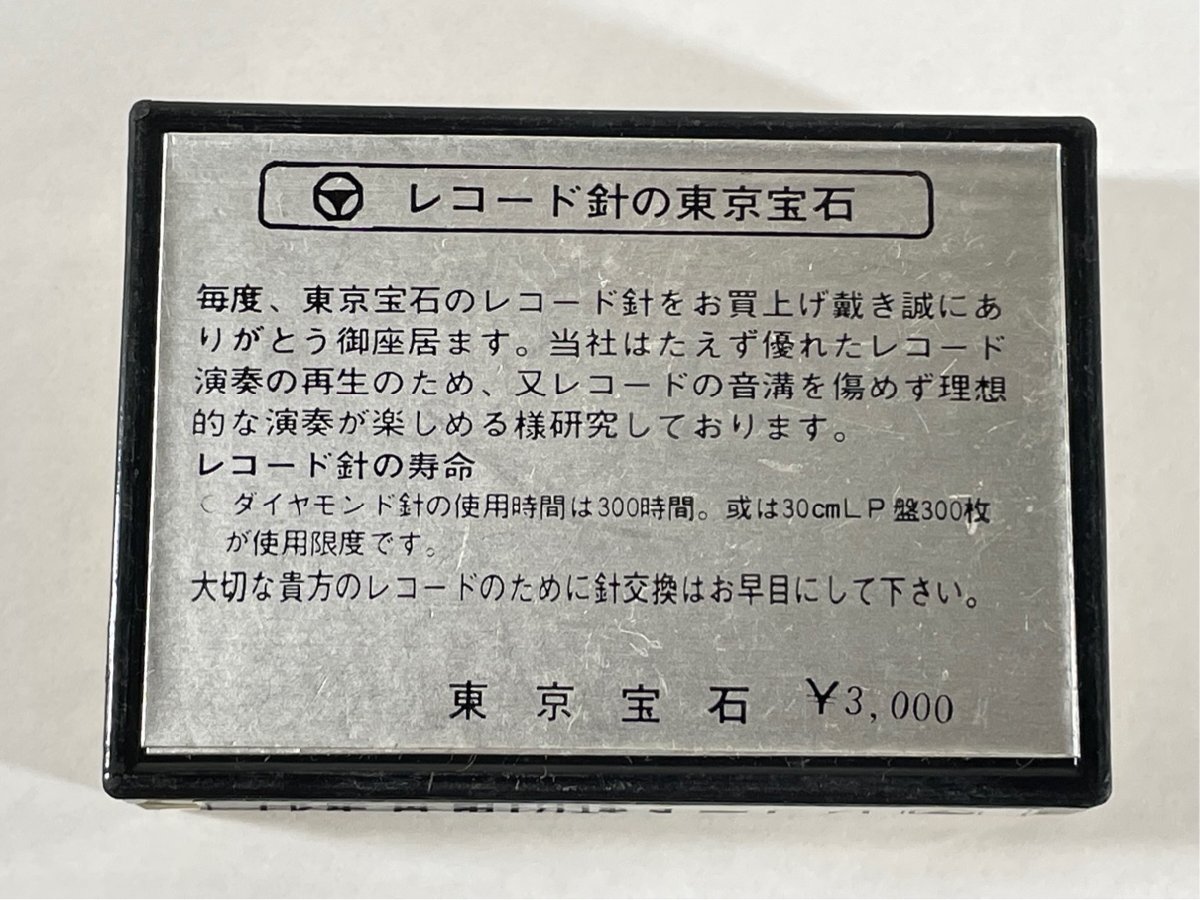 レコード針の東京宝石
毎度、東京宝石のレコード針をお買上げ戴き誠にあ
りがとう御座居ます。当社はたえず優れたレコード
演奏の再生のため、又レコードの音溝を傷めず理想
的な演奏が楽しめる様研究しております。
レコード針の寿命
ダイヤモンド針の使用時間は300時間。或は30cmLP盤300枚
が使用限度です。
大切な貴方のレコードのために針交換はお早目にして下さい。
東京宝石 ¥3,000